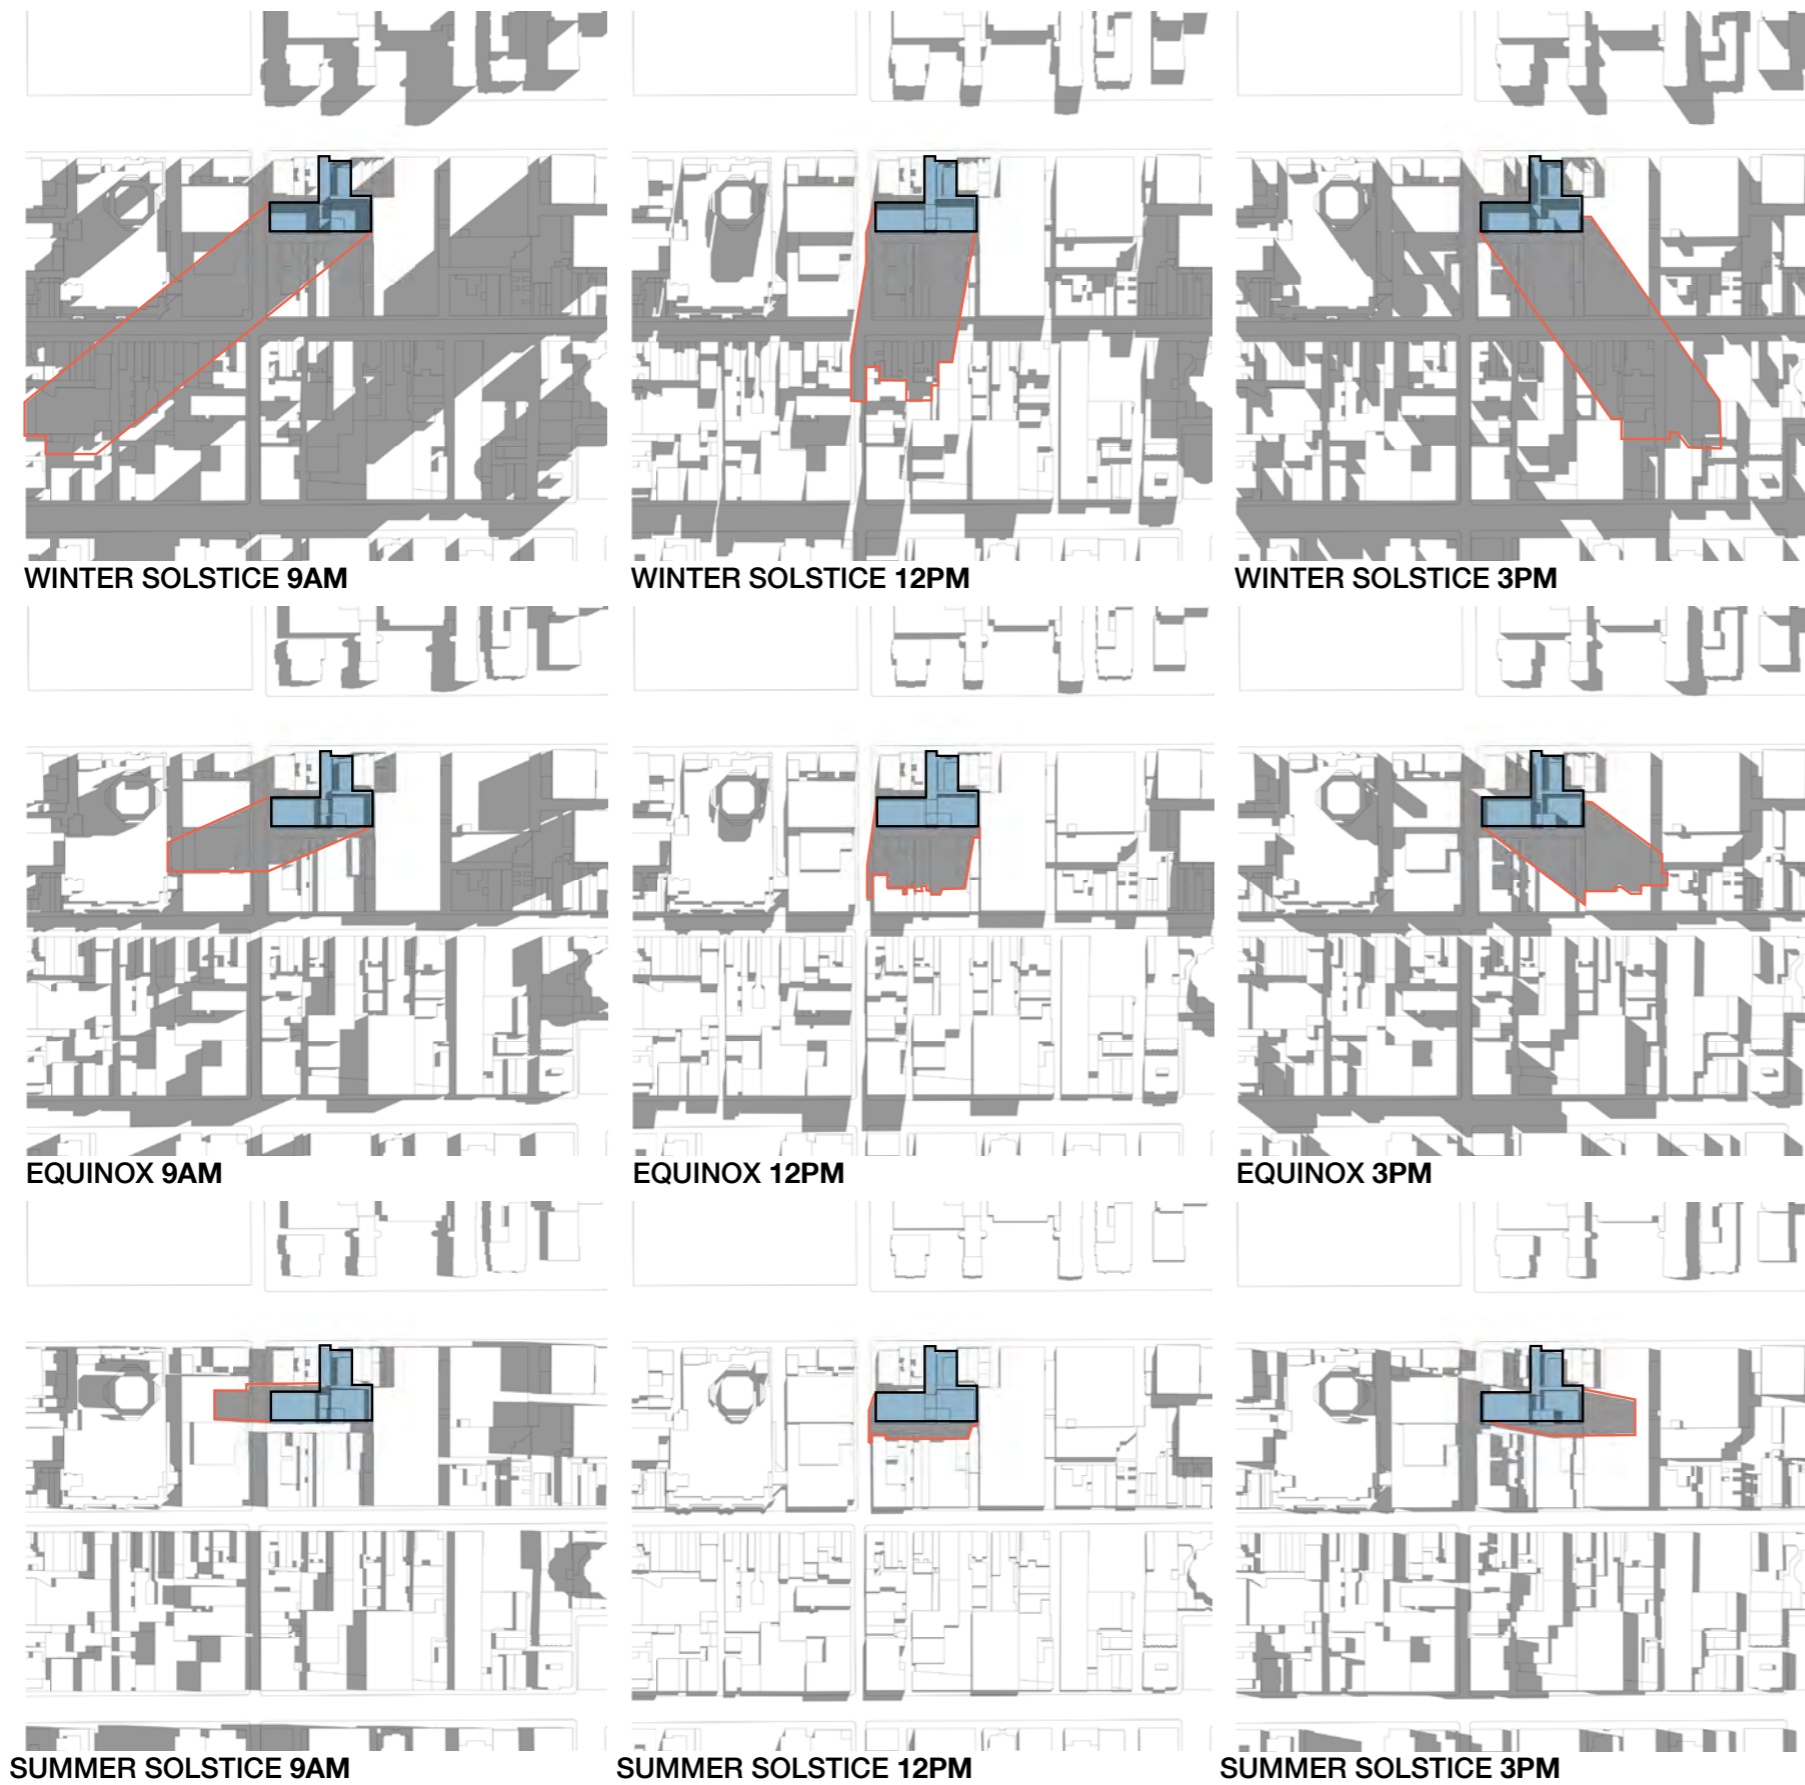 WINTER SOLSTICE 9AM
WINTER SOLSTICE 12PM
WINTER SOLSTICE 3PM
EQUINOX 9AM
EQUINOX 12PM
EQUINOX 3PM
SUMMER SOLSTICE 9AM
SUMMER SOLSTICE 12PM
SUMMER SOLSTICE 3PM